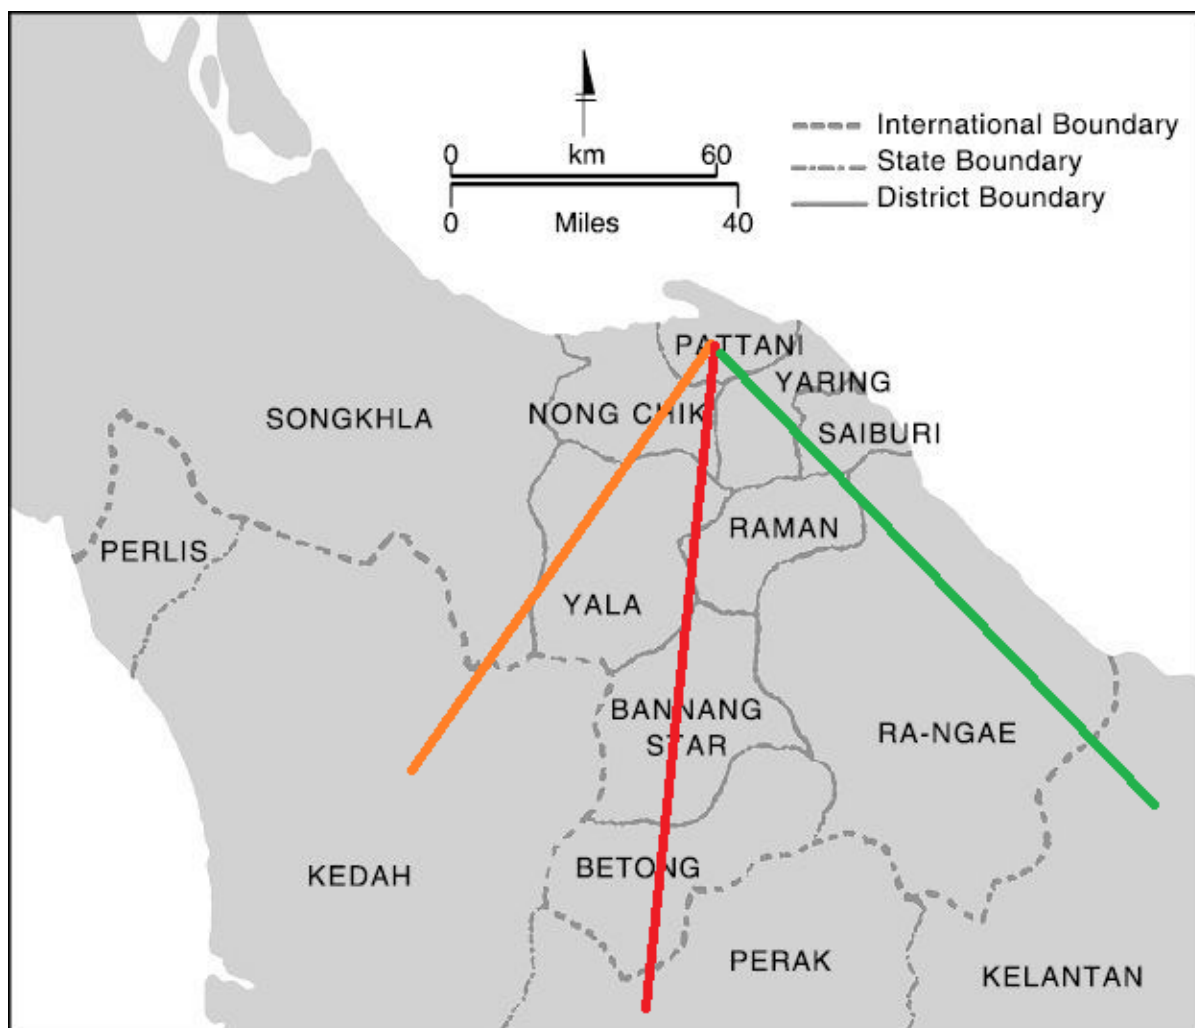 0 km 60
0 Miles 40
International Boundary
State Boundary
District Boundary
PATTANI
YARING
SONGKHLA
NONG CHIK
SAIBURI
RAMAN
PERLIS
YALA
BANNANG
STAR
RA-NGAE
BETONG
KEDAH
PERAK
KELANTAN